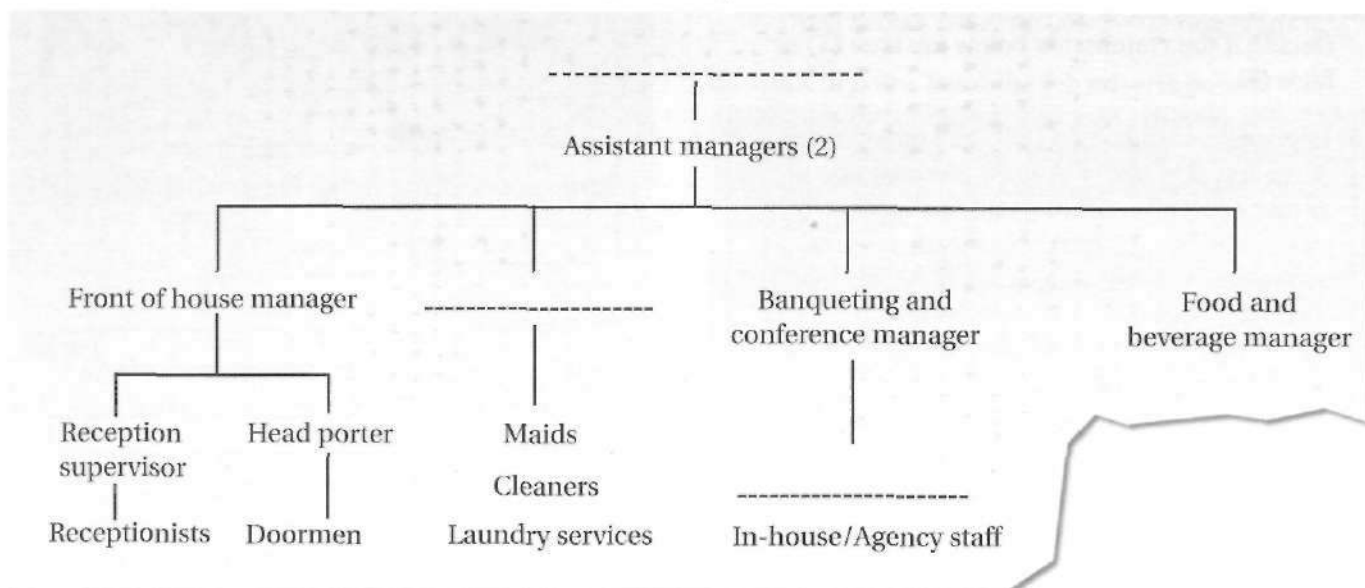 Assistant managers (2)
Front of house manager
Banqueting and
conference manager
Food and
beverage manager
Reception
supervisor
Head porter
Maids
Cleaners
Receptionists
Doormen
Laundry services
In-house/Agency staff